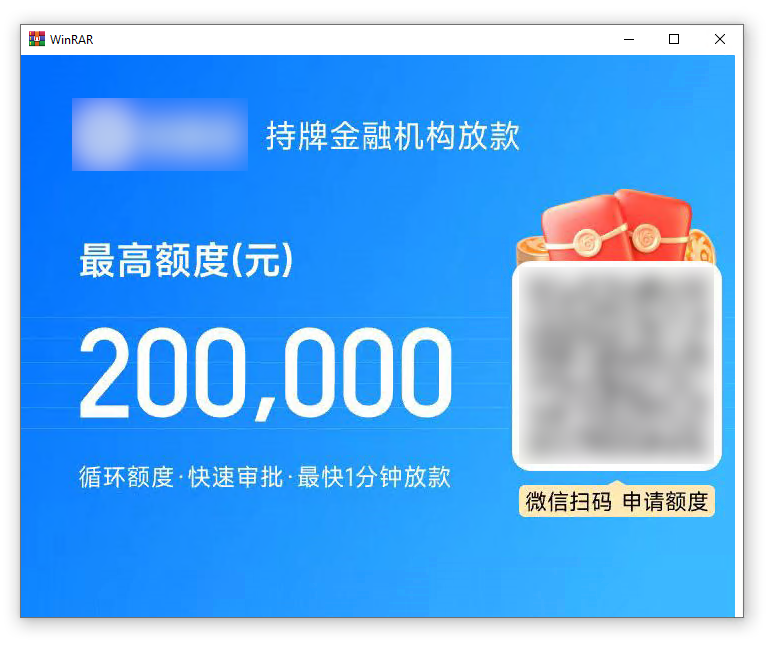 WinRAR
持牌金融机构放款
最高额度(元)
200,000
循环额度·快速审批·最快1分钟放款
微信扫码 申请额度